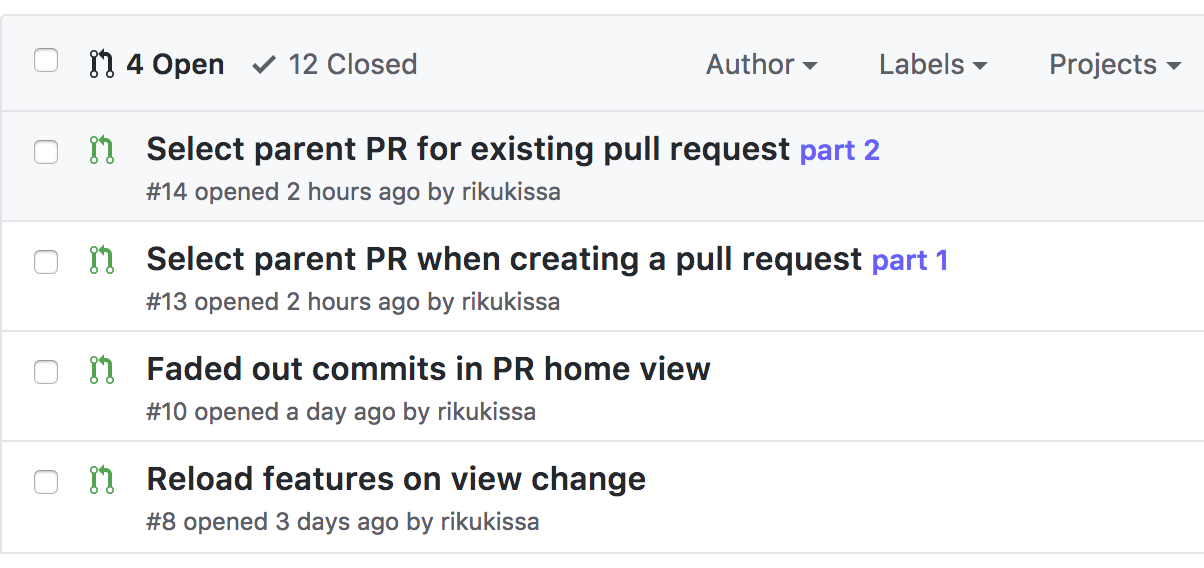 4 Open 12 Closed Author Labels Projects
Select parent PR for existing pull request part 2
#14 opened 2 hours ago by rikukissa
Select parent PR when creating a pull request part 1
#13 opened 2 hours ago by rikukissa
Faded out commits in PR home view
#10 opened a day ago by rikukissa
Reload features on view change
#8 opened 3 days ago by rikukissa